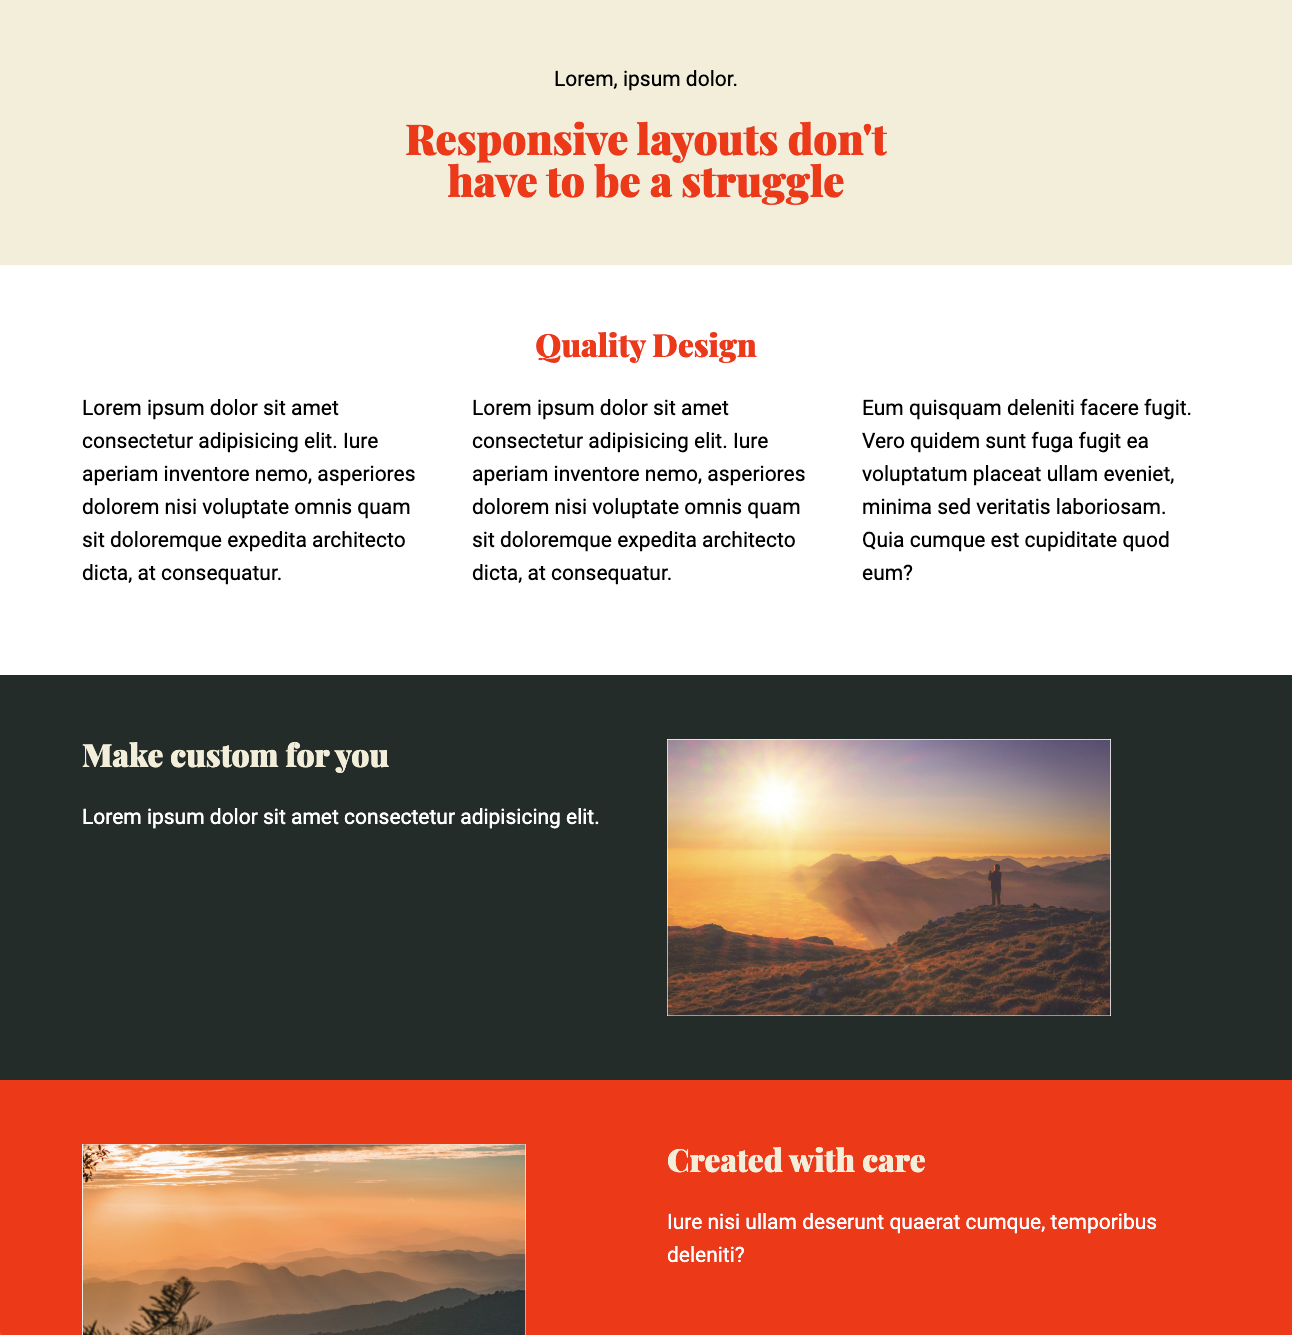 Lorem, ipsum dolor.
Responsive layouts don't
have to be a struggle
Quality Design
Lorem ipsum dolor sit amet
consectetur adipisicing elit. Iure
aperiam inventore nemo, asperiores
dolorem nisi voluptate omnis quam
sit doloremque expedita architecto
dicta, at consequatur.
Lorem ipsum dolor sit amet
consectetur adipisicing elit. Iure
aperiam inventore nemo, asperiores
dolorem nisi voluptate omnis quam
sit doloremque expedita architecto
dicta, at consequatur.
Eum quisquam deleniti facere fugit.
Vero quidem sunt fuga fugit ea
voluptatum placeat ullam eveniet,
minima sed veritatis laboriosam.
Quia cumque est cupiditate quod
eum?
Make custom for you
Lorem ipsum dolor sit amet consectetur adipisicing elit.
Created with care
Iure nisi ullam deserunt quaerat cumque, temporibus
deleniti?